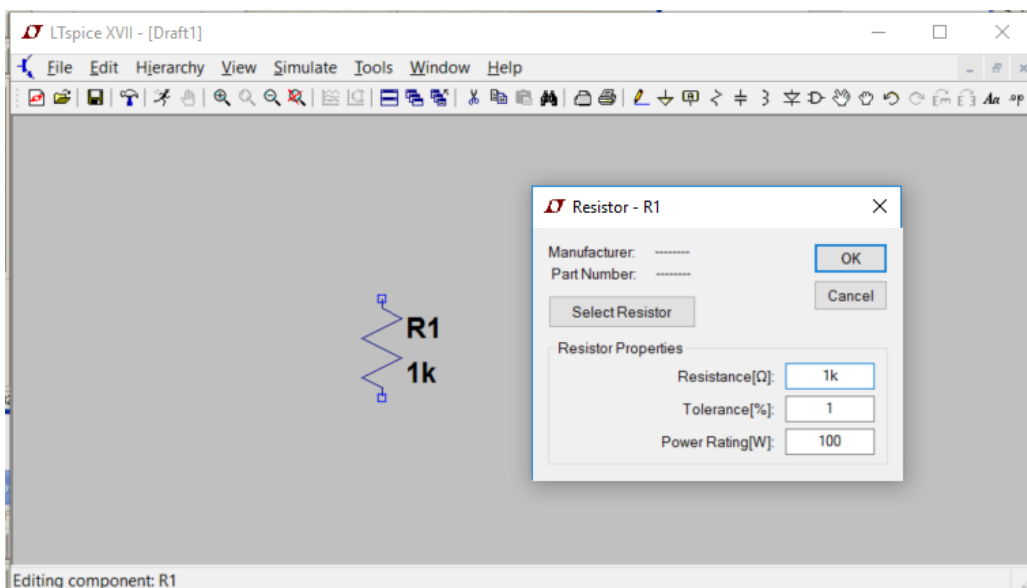 LTspice XVII - [Draft1]
File Edit Hierarchy View Simulate Tools Window Help
Aa .op
Resistor - R1
Manufacturer: --------
Part Number: --------
OK
Cancel
Select Resistor
Resistor Properties
Resistance[Ω]: 1k
Tolerance[%]: 1
Power Rating[W]: 100
R1
1k
Editing component: R1